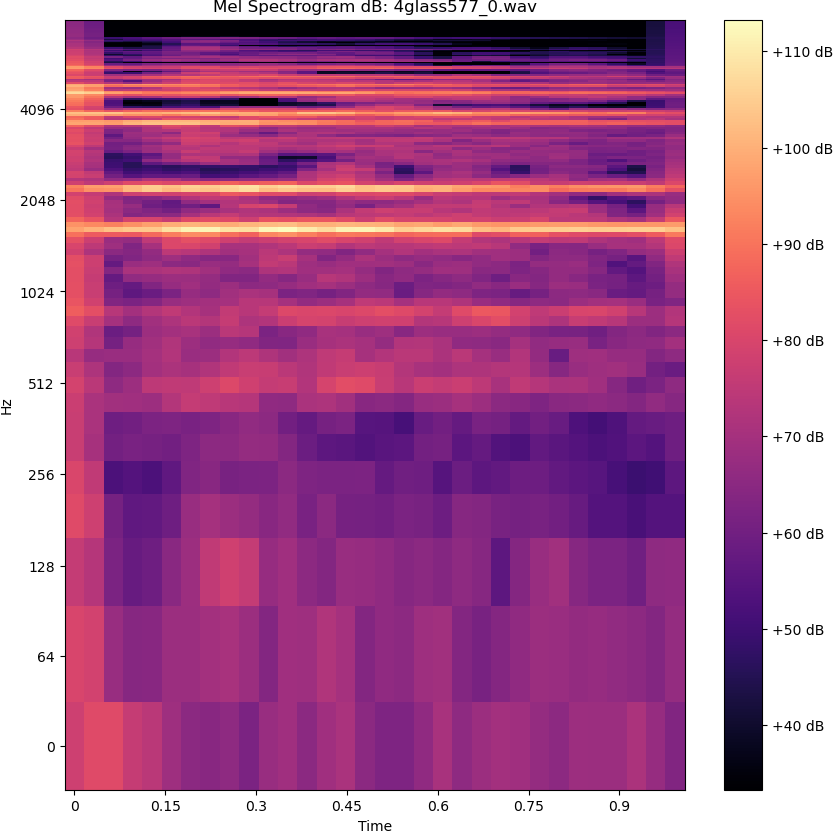 Mel Spectrogram dB: 4glass577_0.wav
+110 dB
4096
+100 dB
2048
+90 dB
1024
+80 dB
512
Hz
+70 dB
256
+60 dB
128
+50 dB
64
+40 dB
0
0 0.15 0.3 0.45 0.6 0.75 0.9
Time